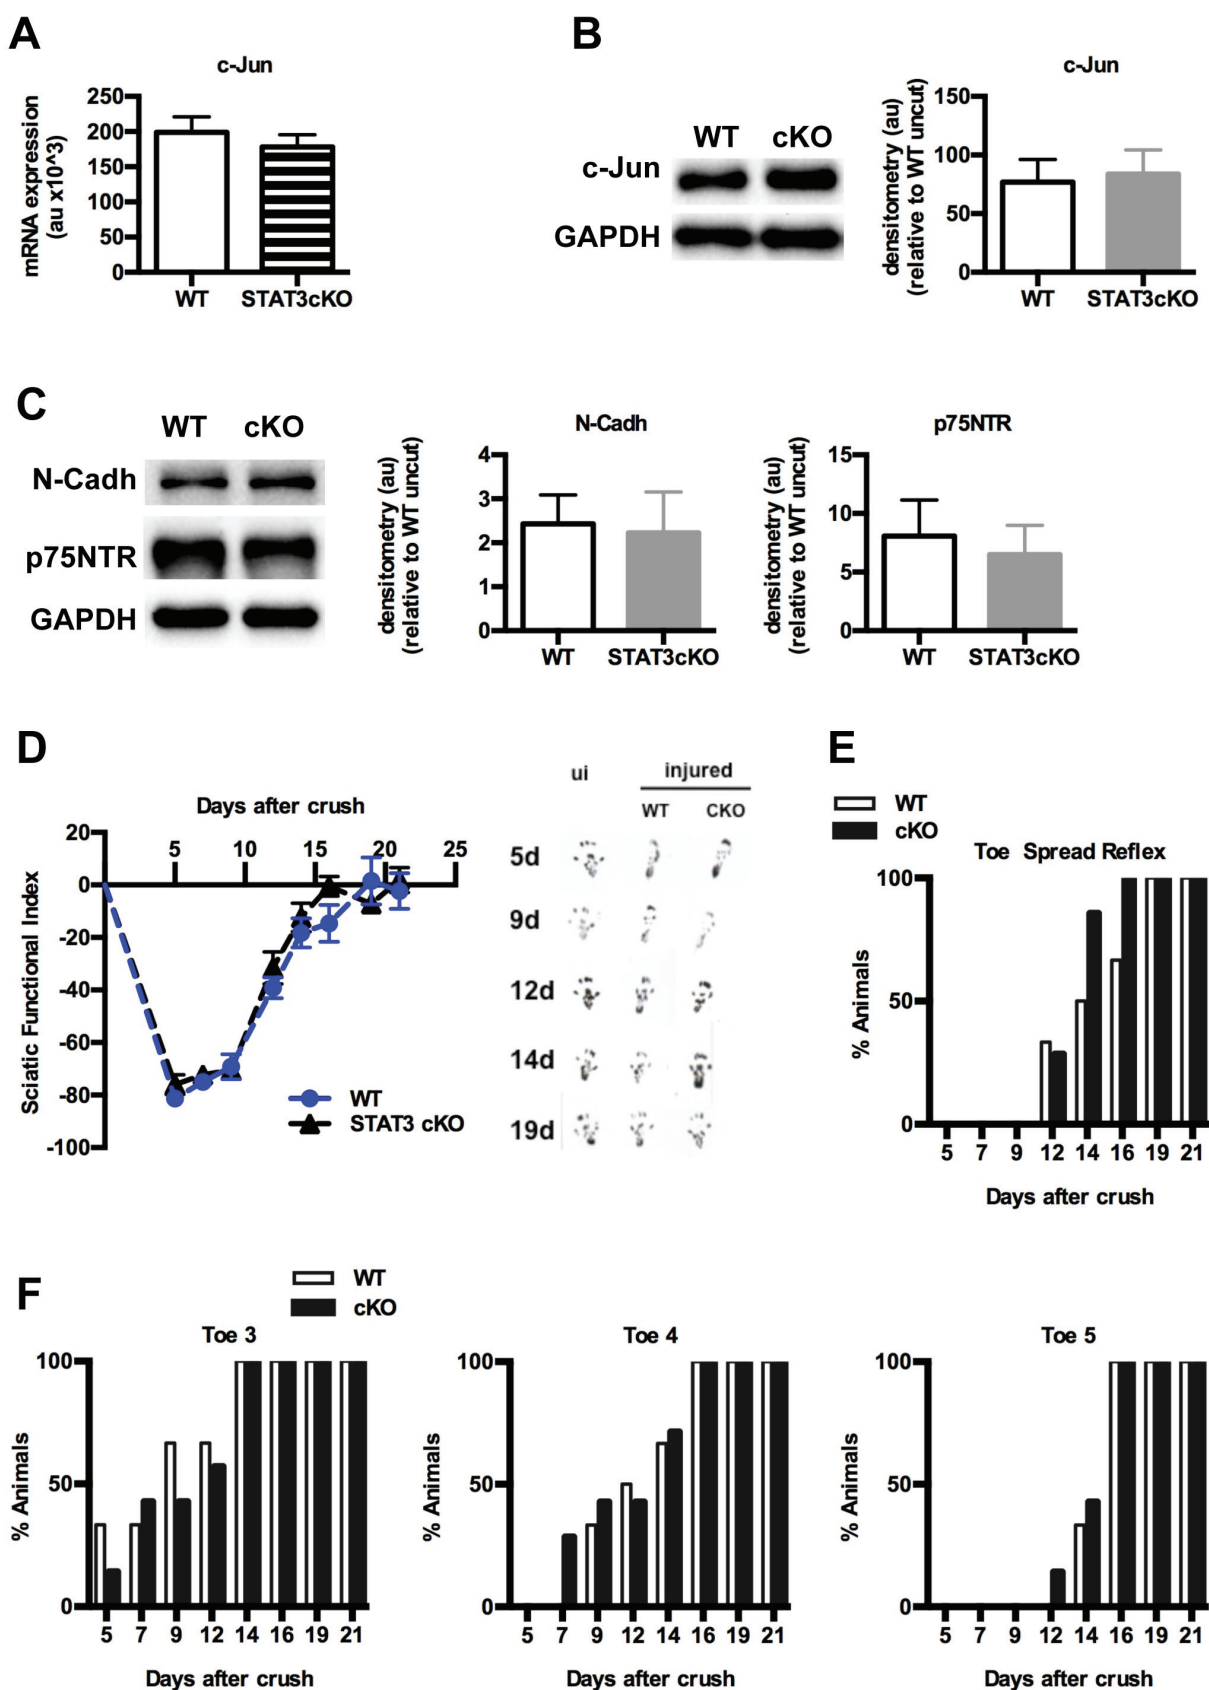 A
c-Jun
mRNA expression
(au x10^3)
250
200
150
100
50
0
WT
STAT3cKO
B
WT cKO
c-Jun
GAPDH
c-Jun
densitometry (au)
(relative to WT uncut)
150
100
50
0
WT
STAT3cKO
C
WT cKO
N-Cadh
p75NTR
GAPDH
N-Cadh
densitometry (au)
(relative to WT uncut)
4
3
2
1
0
WT
STAT3cKO
p75NTR
densitometry (au)
(relative to WT uncut)
15
10
5
0
WT
STAT3cKO
D
Days after crush
5 10 15 20 25
Sciatic Functional Index
20
0
-20
-40
-60
-80
-100
WT
STAT3 cKO
ui
injured
WT CKO
5d
9d
12d
14d
19d
E
WT
cKO
Toe Spread Reflex
% Animals
100
50
0
5 7 9 12 14 16 19 21
Days after crush
F
WT
cKO
Toe 3
% Animals
100
50
0
5 7 9 12 14 16 19 21
Days after crush
Toe 4
% Animals
100
50
0
5 7 9 12 14 16 19 21
Days after crush
Toe 5
% Animals
100
50
0
5 7 9 12 14 16 19 21
Days after crush